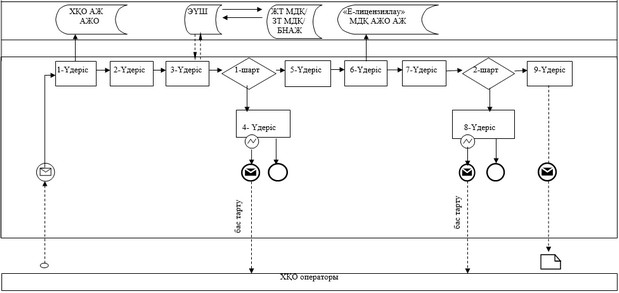 ХҚО АЖ
АЖО
ЭҮШ
ЖТ МДҚ/
ЗТ МДҚ/
БНАЖ
«Е-лицензиялау»
МДҚ АЖО АЖ
1-Үдеріс
2-Үдеріс
3-Үдеріс
1-шарт
5-Үдеріс
6-Үдеріс
7-Үдеріс
2-шарт
9-Үдеріс
4- Үдеріс
8-Үдеріс
бас тарту
бас тарту
ХҚО операторы